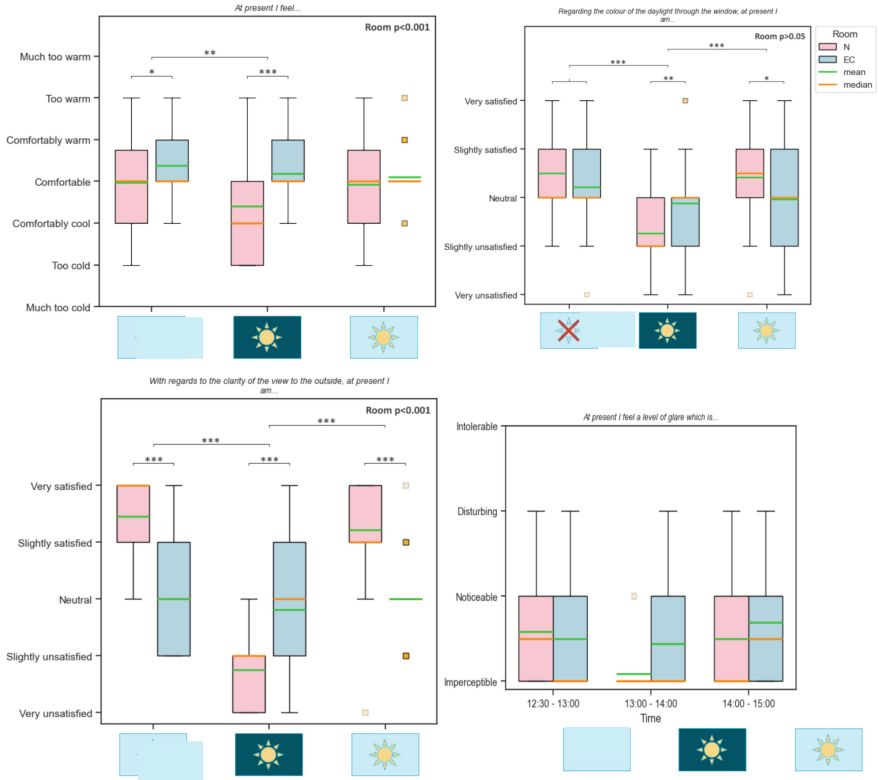 At present I feel...
Room p<0.001
Much too warm
**
*
***
Too warm
Comfortably warm
Comfortable
Comfortably cool
Too cold
Much too cold
Regarding the colour of the daylight through the window, at present I
am...
Room p>0.05
***
***
**
*
Very satisfied
Slightly satisfied
Neutral
Slightly unsatisfied
Very unsatisfied
Room
N
EC
mean
median
With regards to the clarity of the view to the outside, at present I
am...
Room p<0.001
***
***
***
***
***
Very satisfied
Slightly satisfied
Neutral
Slightly unsatisfied
Very unsatisfied
At present I feel a level of glare which is...
Intolerable
Disturbing
Noticeable
Imperceptible
12:30 - 13:00
13:00 - 14:00
14:00 - 15:00
Time